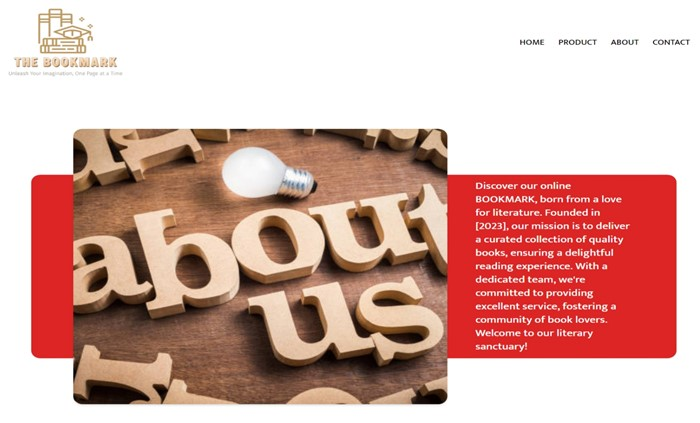 THE BOOKMARK
Unleash Your Imagination, One Page at a Time
HOME PRODUCT ABOUT CONTACT
about
us
Discover our online
BOOKMARK, born from a love
for literature. Founded in
[2023], our mission is to deliver
a curated collection of quality
books, ensuring a delightful
reading experience. With a
dedicated team, we're
committed to providing
excellent service, fostering a
community of book lovers.
Welcome to our literary
sanctuary!